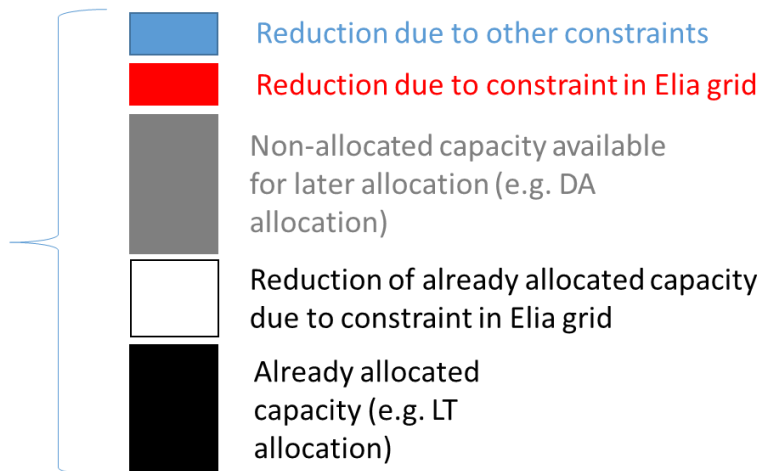 Reduction due to other constraints
Reduction due to constraint in Elia grid
Non-allocated capacity available
for later allocation (e.g. DA
allocation)
Reduction of already allocated capacity
due to constraint in Elia grid
Already allocated
capacity (e.g. LT
allocation)